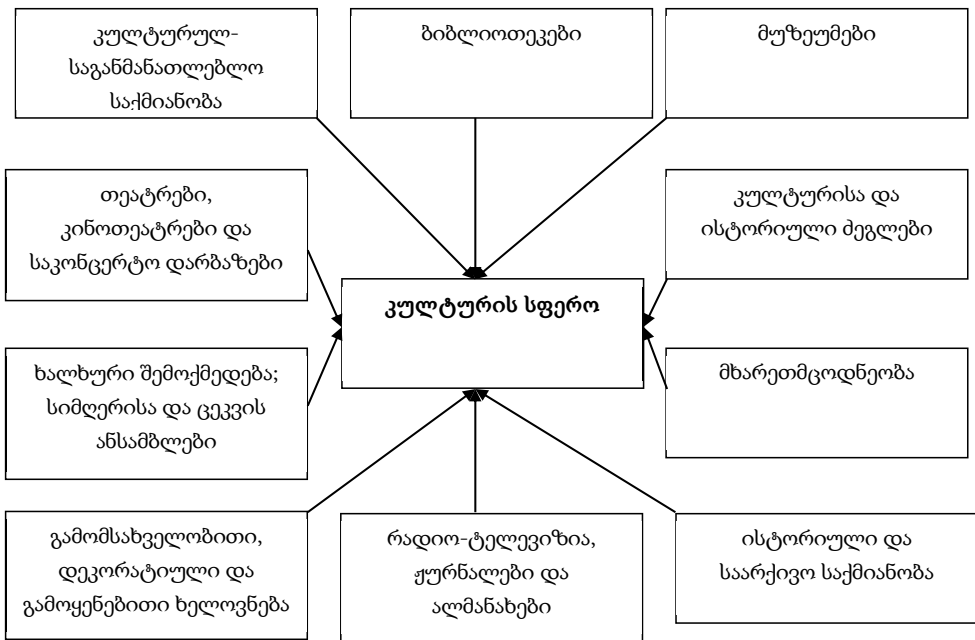 კულტურულ-
საგანმანათლებლო
საქმიანობა
ბიბლიოთეკები
მუზეუმები
თეატრები,
კინოთეატრები და
საკონცერტო დარბაზები
კულტურისა და
ისტორიული ძეგლები
კულტურის სფერო
ხალხური შემოქმედება;
სიმღერისა და ცეკვის
ანსამბლები
მხარეთმცოდნეობა
გამომსახველობითი,
დეკორატიული და
გამოყენებითი ხელოვნება
რადიო-ტელევიზია,
ჟურნალები და
ალმანახები
ისტორიული და
საარქივო საქმიანობა